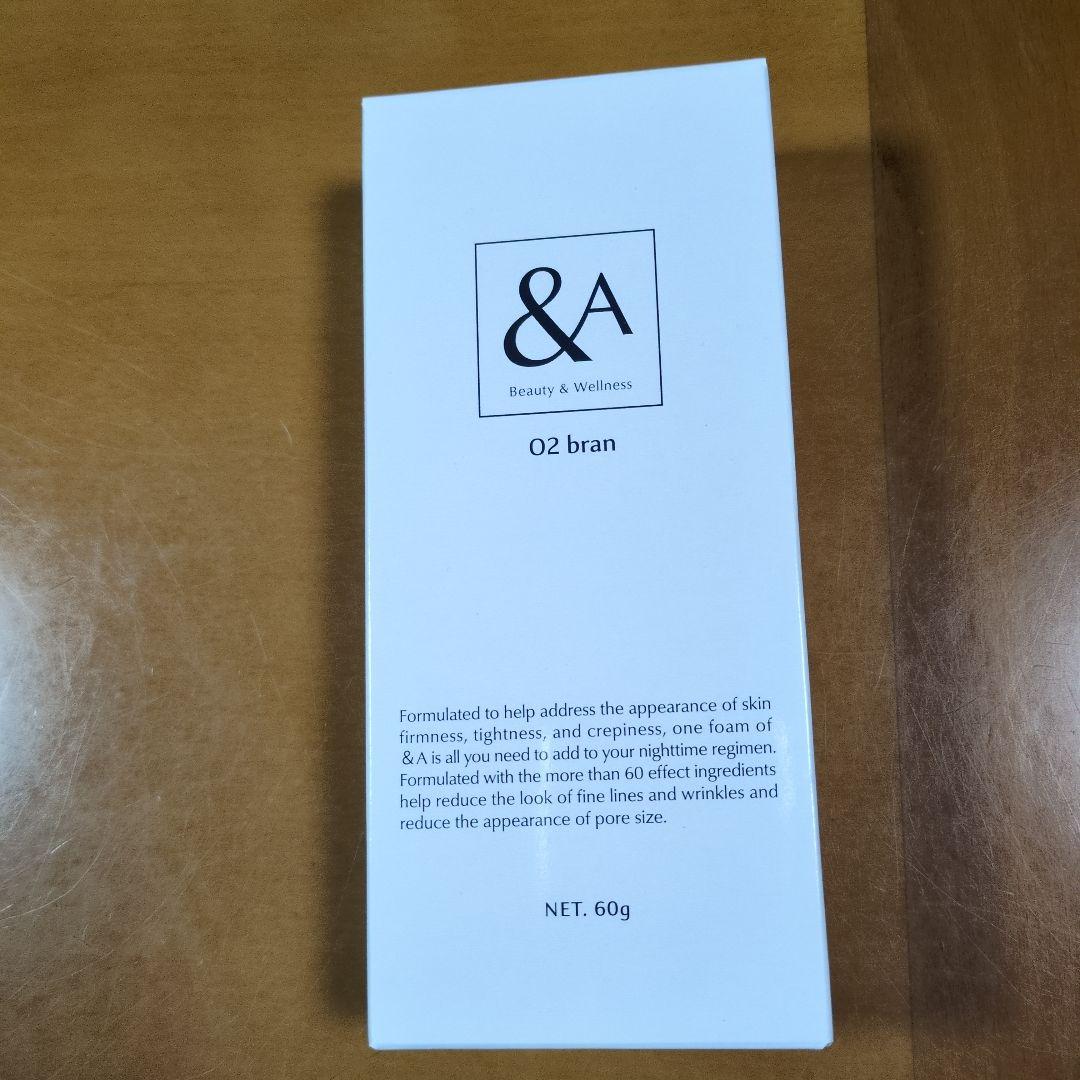 &A
Beauty & Wellness
O2 bran
Formulated to help address the appearance of skin
firmness, tightness, and crepiness, one foam of
&A is all you need to add to your nighttime regimen.
Formulated with the more than 60 effect ingredients
help reduce the look of fine lines and wrinkles and
reduce the appearance of pore size.
NET. 60g